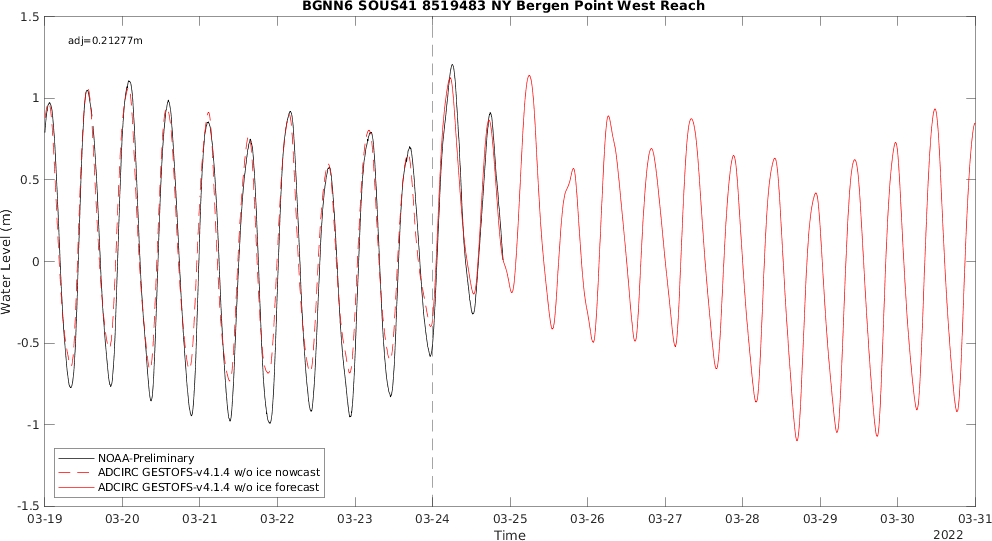 BGNN6 SOUS41 8519483 NY Bergen Point West Reach
adj=0.21277m
Water Level (m)
1.5
1
0.5
0
-0.5
-1
-1.5
NOAA-Preliminary
ADCIRC GESTOFS-v4.1.4 w/o ice nowcast
ADCIRC GESTOFS-v4.1.4 w/o ice forecast
03-19 03-20 03-21 03-22 03-23 03-24 03-25 03-26 03-27 03-28 03-29 03-30 03-31
Time
2022